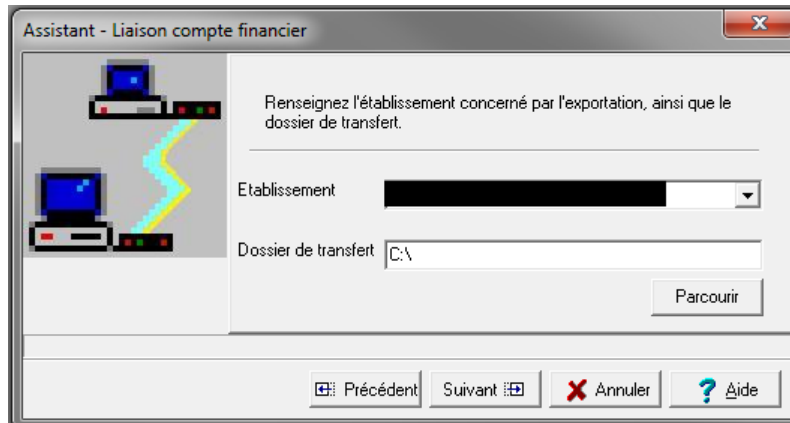 Assistant - Liaison compte financier
Renseignez l'établissement concerné par l'exportation, ainsi que le
dossier de transfert.
Etablissement
Dossier de transfert C:\
Parcourir
Précédent Suivant Annuler Aide